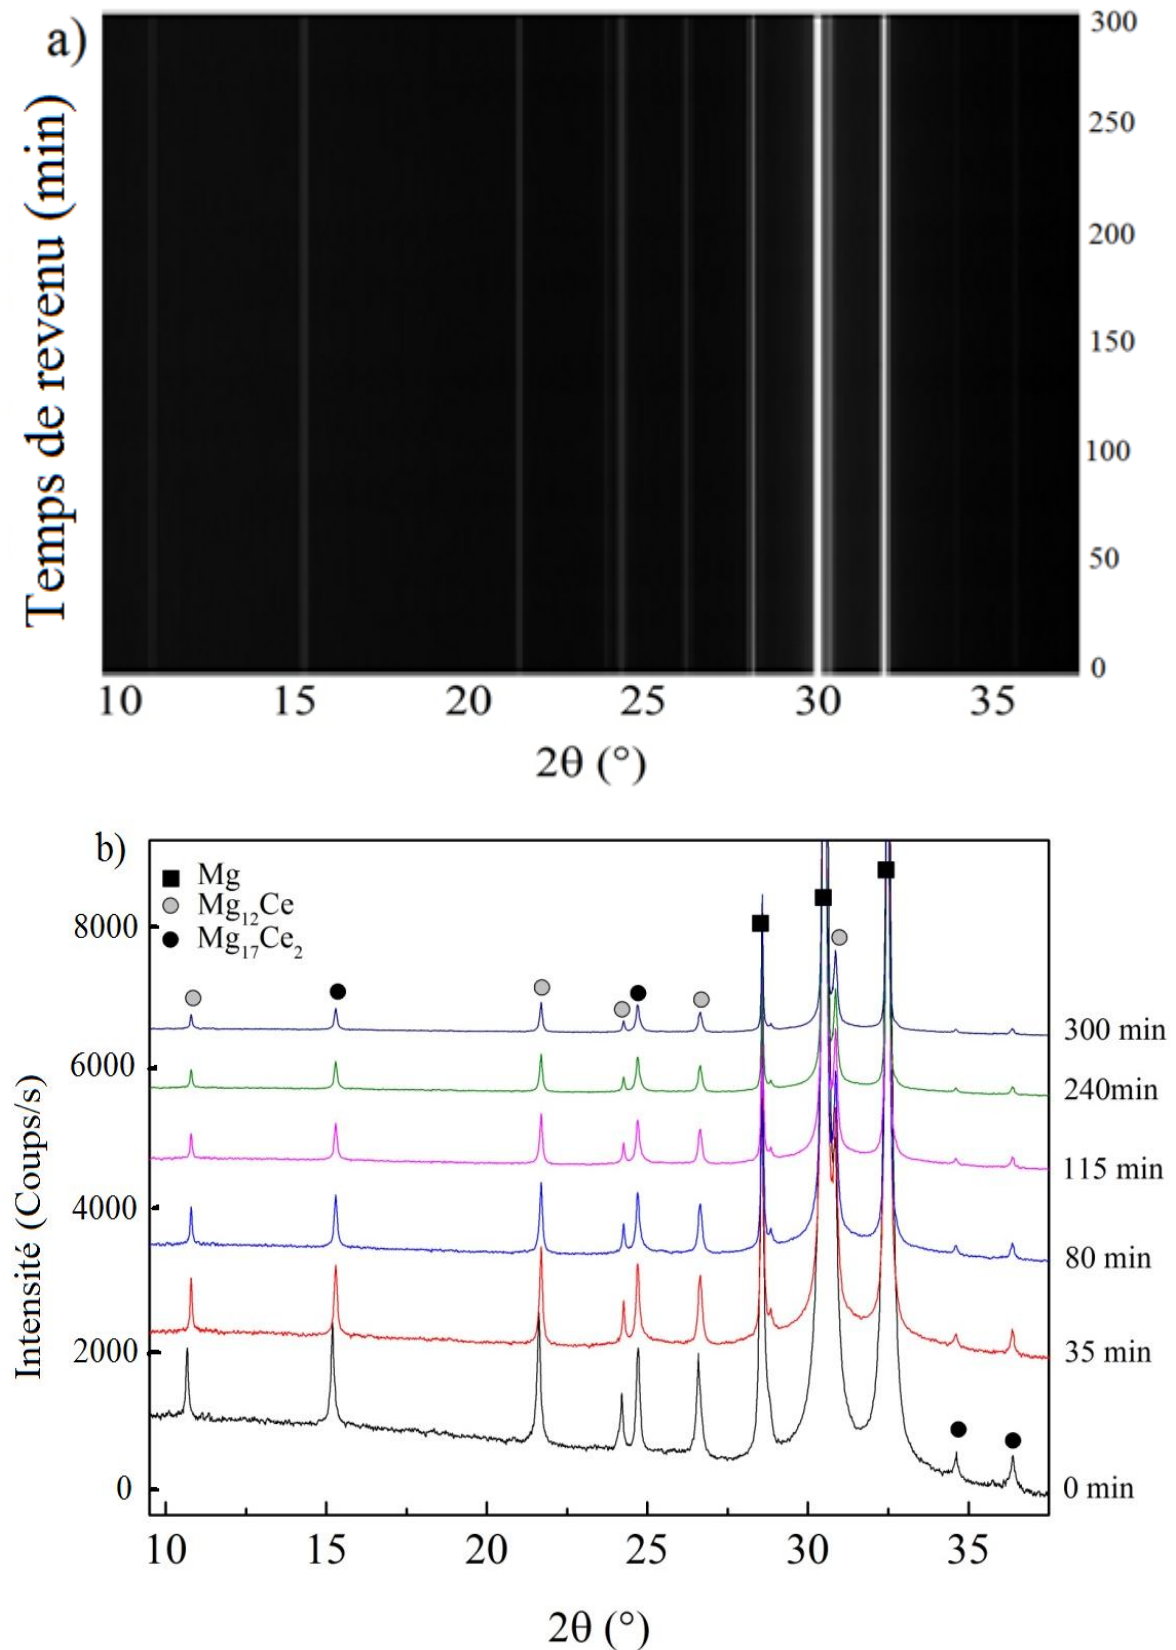 a)
Temps de revenu (min)
300
250
200
150
100
50
0
10 15 20 25 30 35
2θ (°)
b)
Mg
Mg₁₂Ce
Mg₁₇Ce₂
Intensité (Coups/s)
8000
6000
4000
2000
0
300 min
240min
115 min
80 min
35 min
0 min
10 15 20 25 30 35
2θ (°)